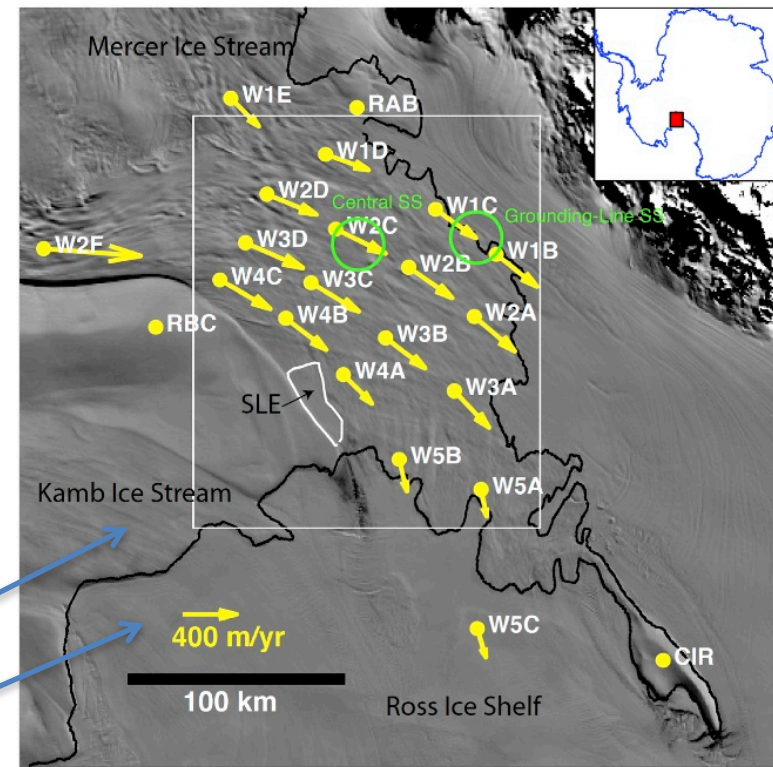 Mercer Ice Stream
W1E
RAB
W1D
W2D
Central SS
W1C
Grounding-Line SS
W2C
W2F
W3D
W1B
W2B
W4C
W3C
W2A
W4B
RBC
W3B
W4A
W3A
SLE
W5B
Kamb Ice Stream
W5A
400 m/yr
W5C
CIR
100 km
Ross Ice Shelf